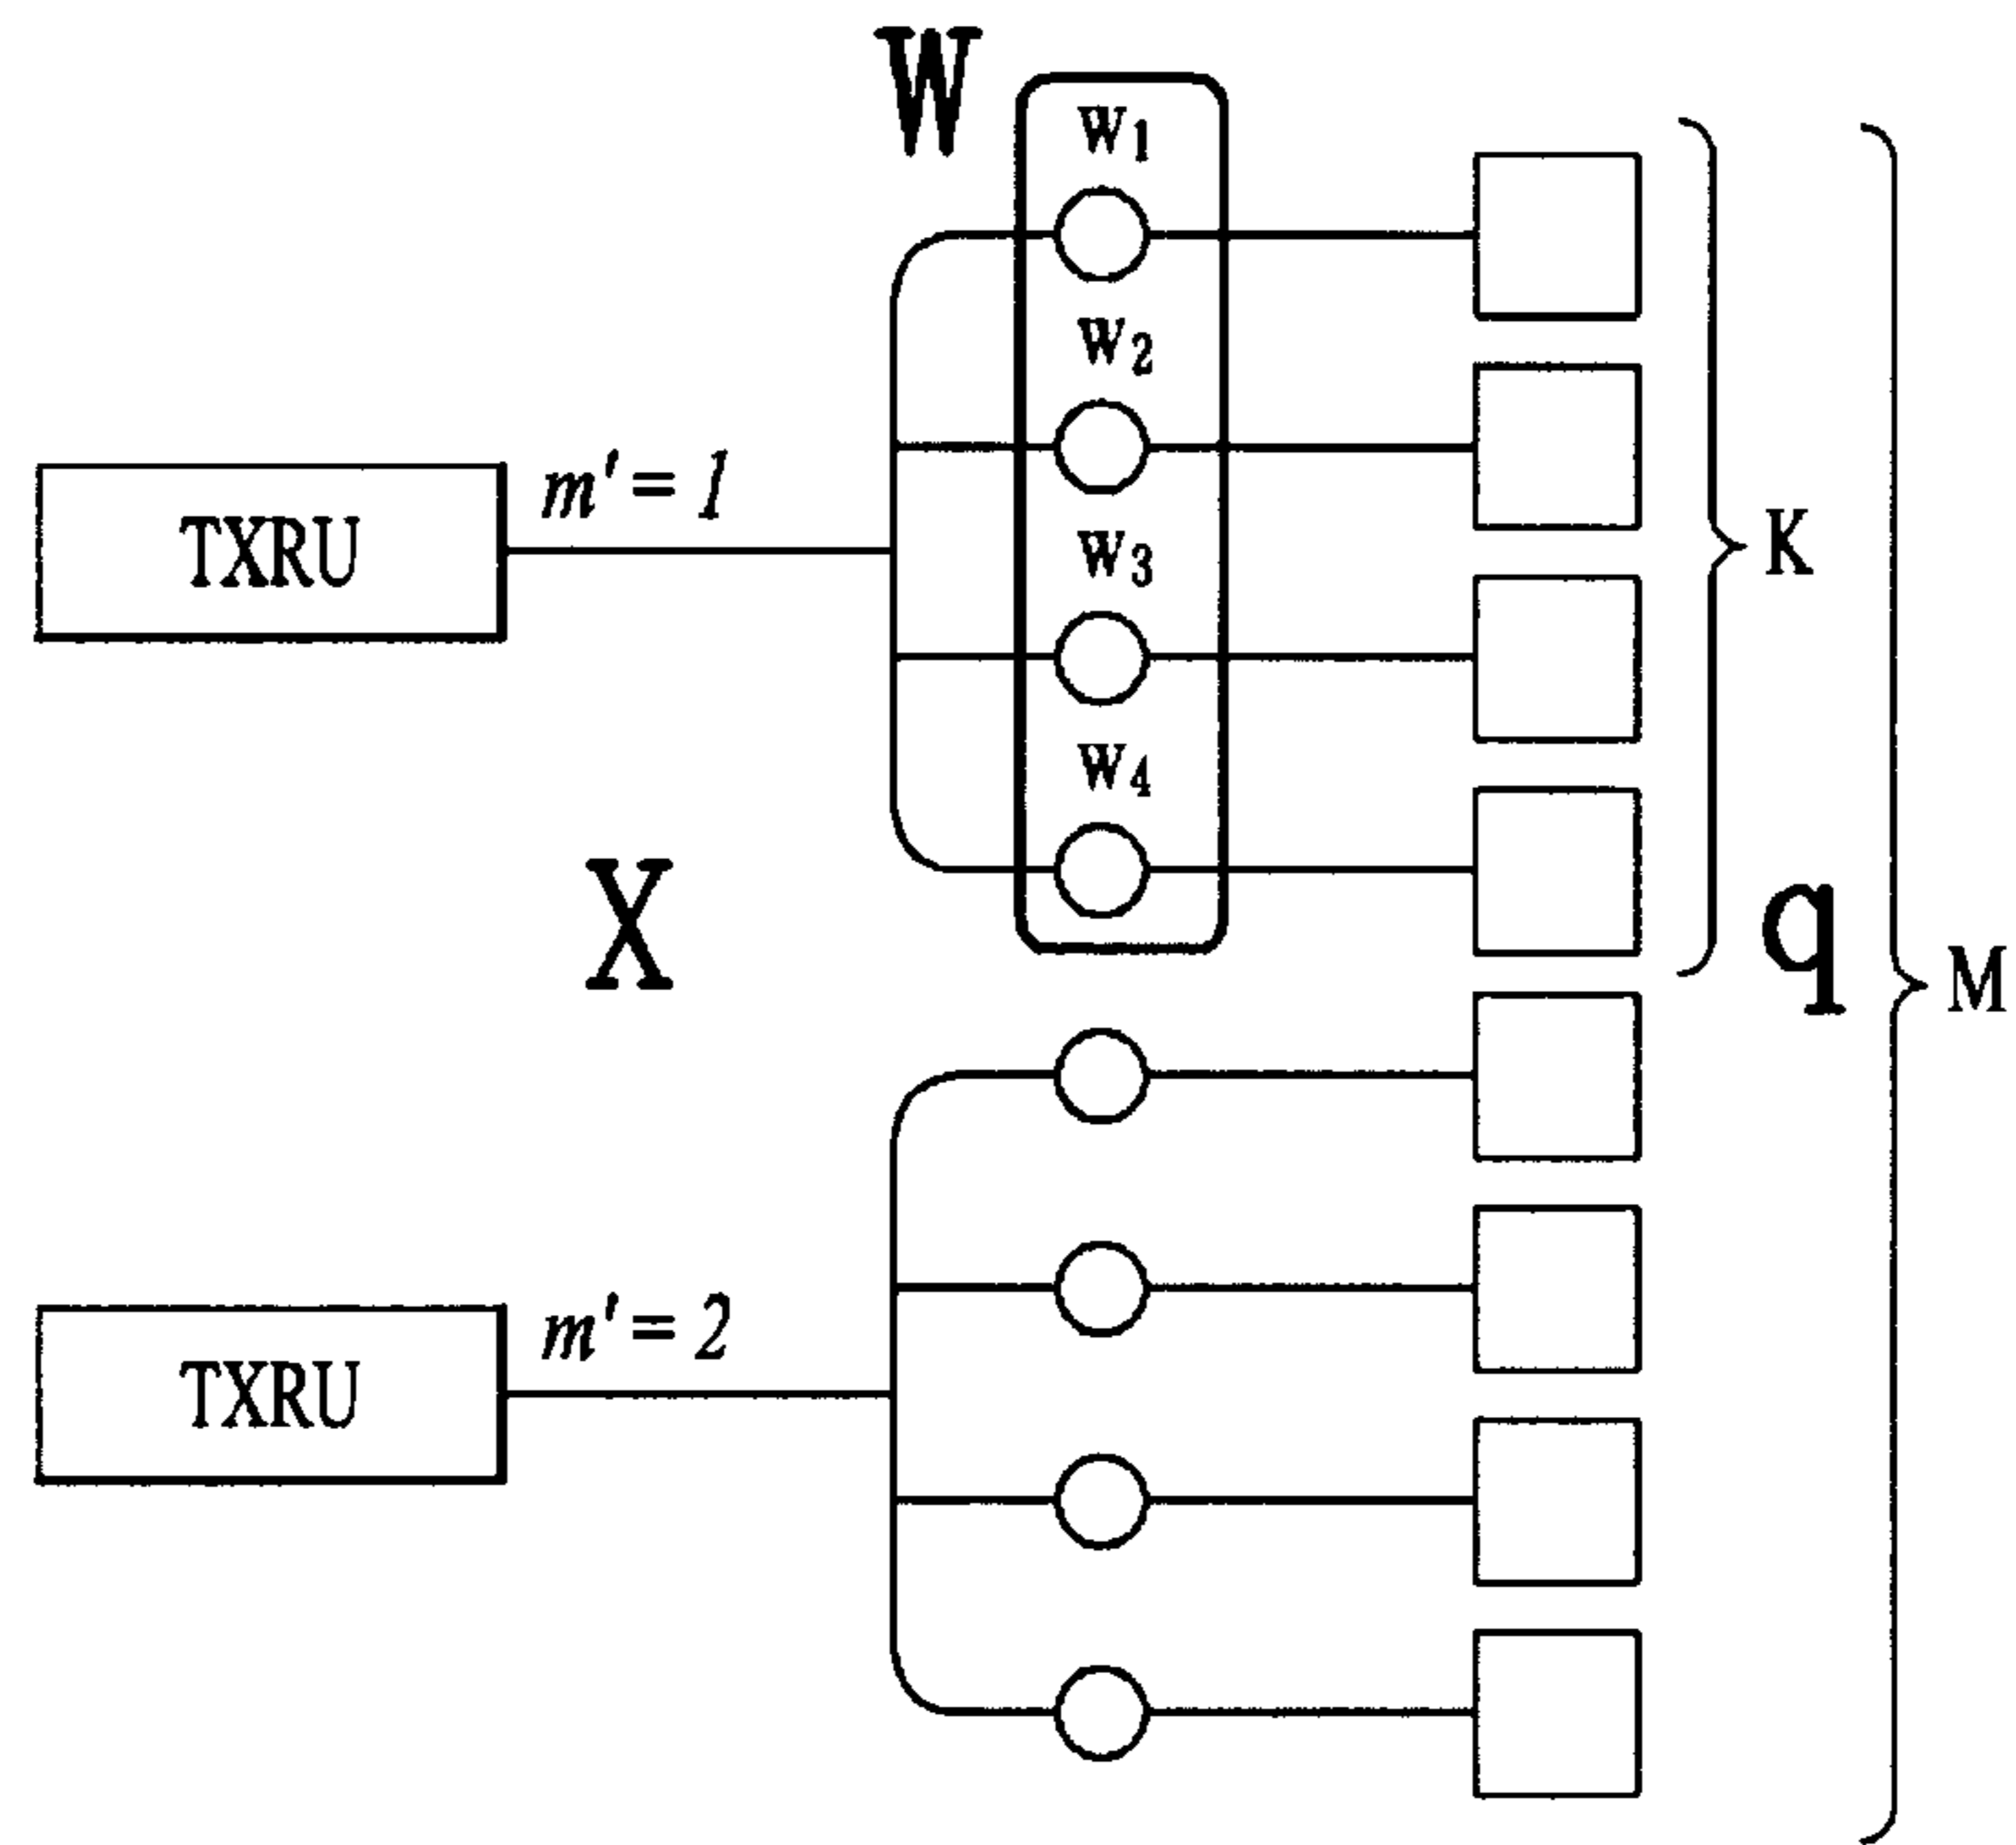 W
w₁
w₂
m' = 1
TXRU
w₃
K
w₄
X
q
M
m' = 2
TXRU